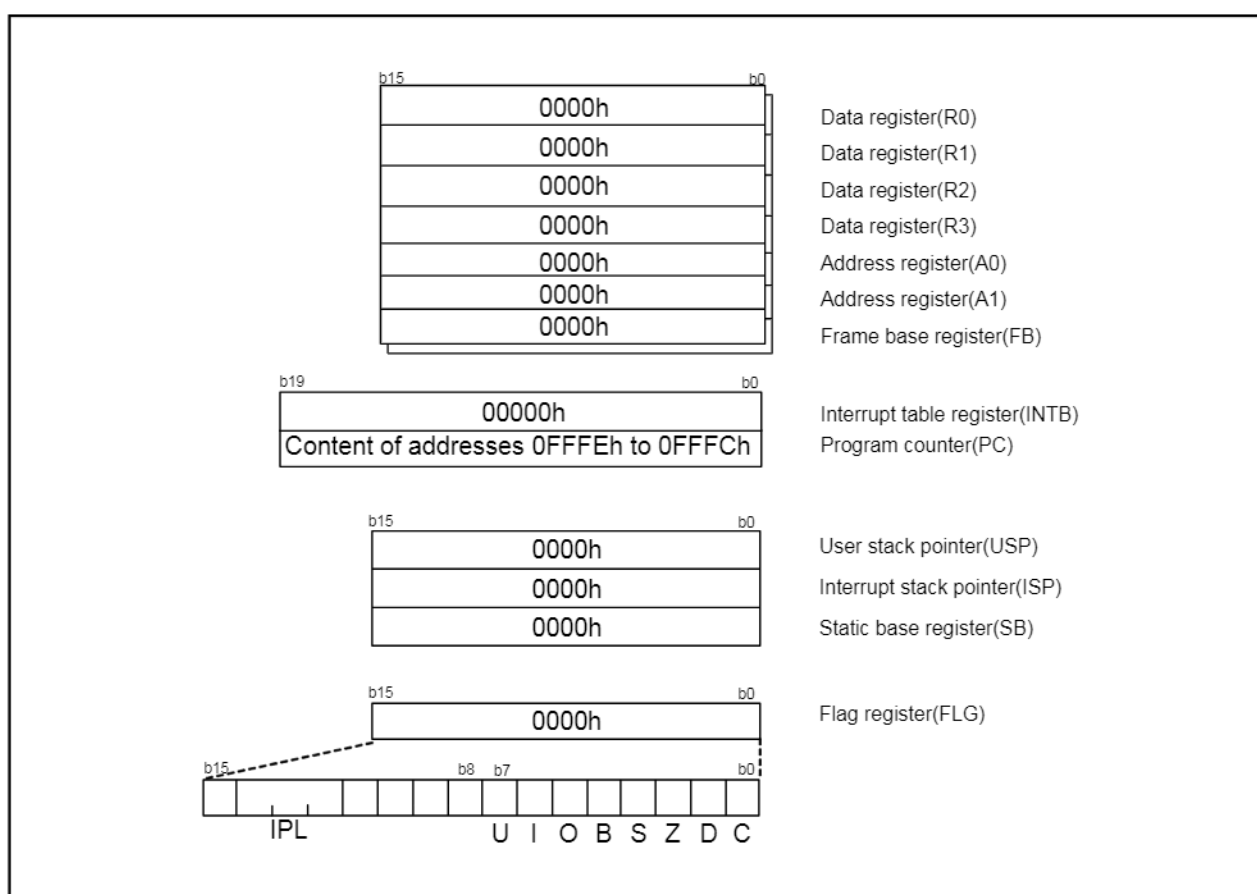 b15 b0
0000h Data register(R0)
0000h Data register(R1)
0000h Data register(R2)
0000h Data register(R3)
0000h Address register(A0)
0000h Address register(A1)
0000h Frame base register(FB)
b19 b0
00000h Interrupt table register(INTB)
Content of addresses 0FFFEh to 0FFFCh Program counter(PC)
b15 b0
0000h User stack pointer(USP)
0000h Interrupt stack pointer(ISP)
0000h Static base register(SB)
b15 b0
0000h Flag register(FLG)
b15 b8 b7 b0
IPL U I O B S Z D C